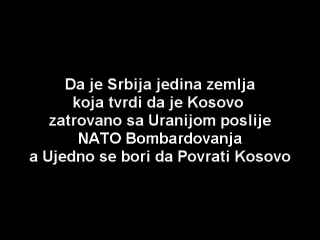 Da je Srbija jedina zemlja
koja tvrdi da je Kosovo
zatrovano sa Uranijom poslije
NATO Bombardovanja
a Ujedno se bori da Povrati Kosovo